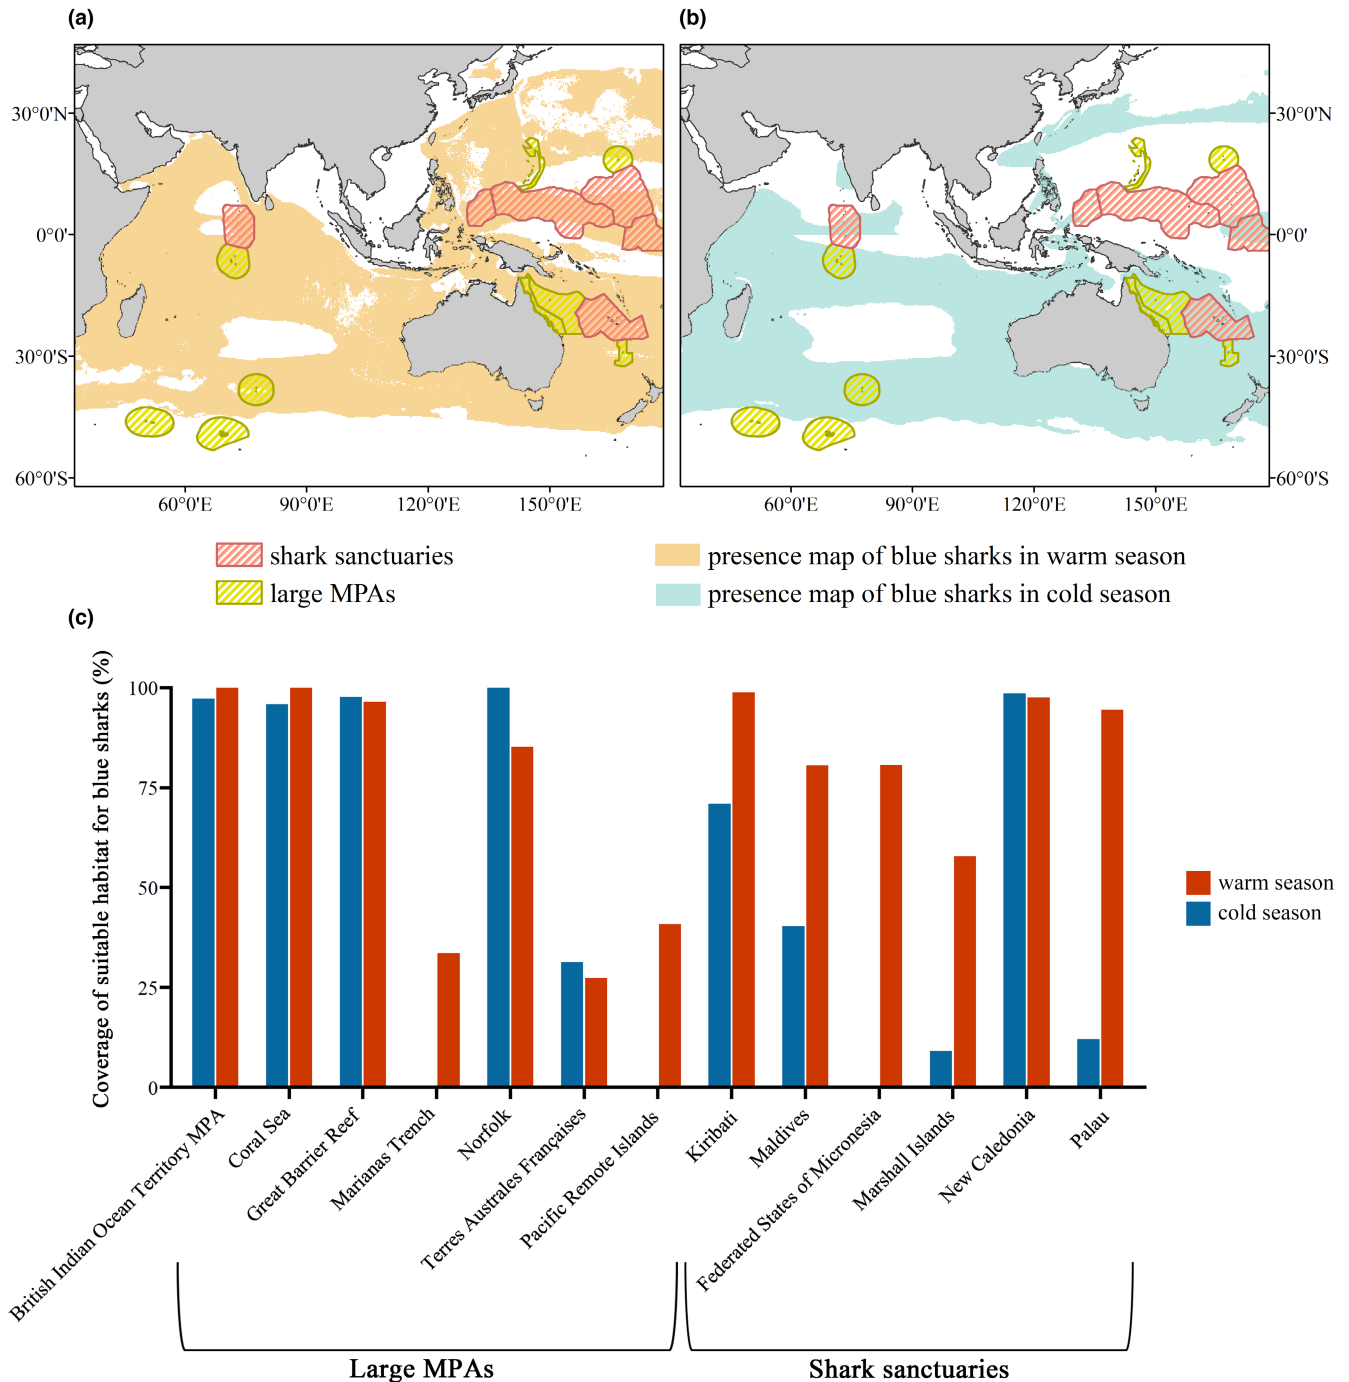 (a)
(b)
30°0'N
0°0'
30°0'S
60°0'S
60°0'E
90°0'E
120°0'E
150°0'E
60°0'E
90°0'E
120°0'E
150°0'E
30°0'N
0°0'
30°0'S
60°0'S
shark sanctuaries
large MPAs
presence map of blue sharks in warm season
presence map of blue sharks in cold season
(c)
Coverage of suitable habitat for blue sharks (%)
100
75
50
25
0
warm season
cold season
British Indian Ocean Territory MPA
Coral Sea
Great Barrier Reef
Marianas Trench
Norfolk
Terres Australes Françaises
Pacific Remote Islands
Kiribati
Maldives
Federated States of Micronesia
Marshall Islands
New Caledonia
Palau
Large MPAs
Shark sanctuaries